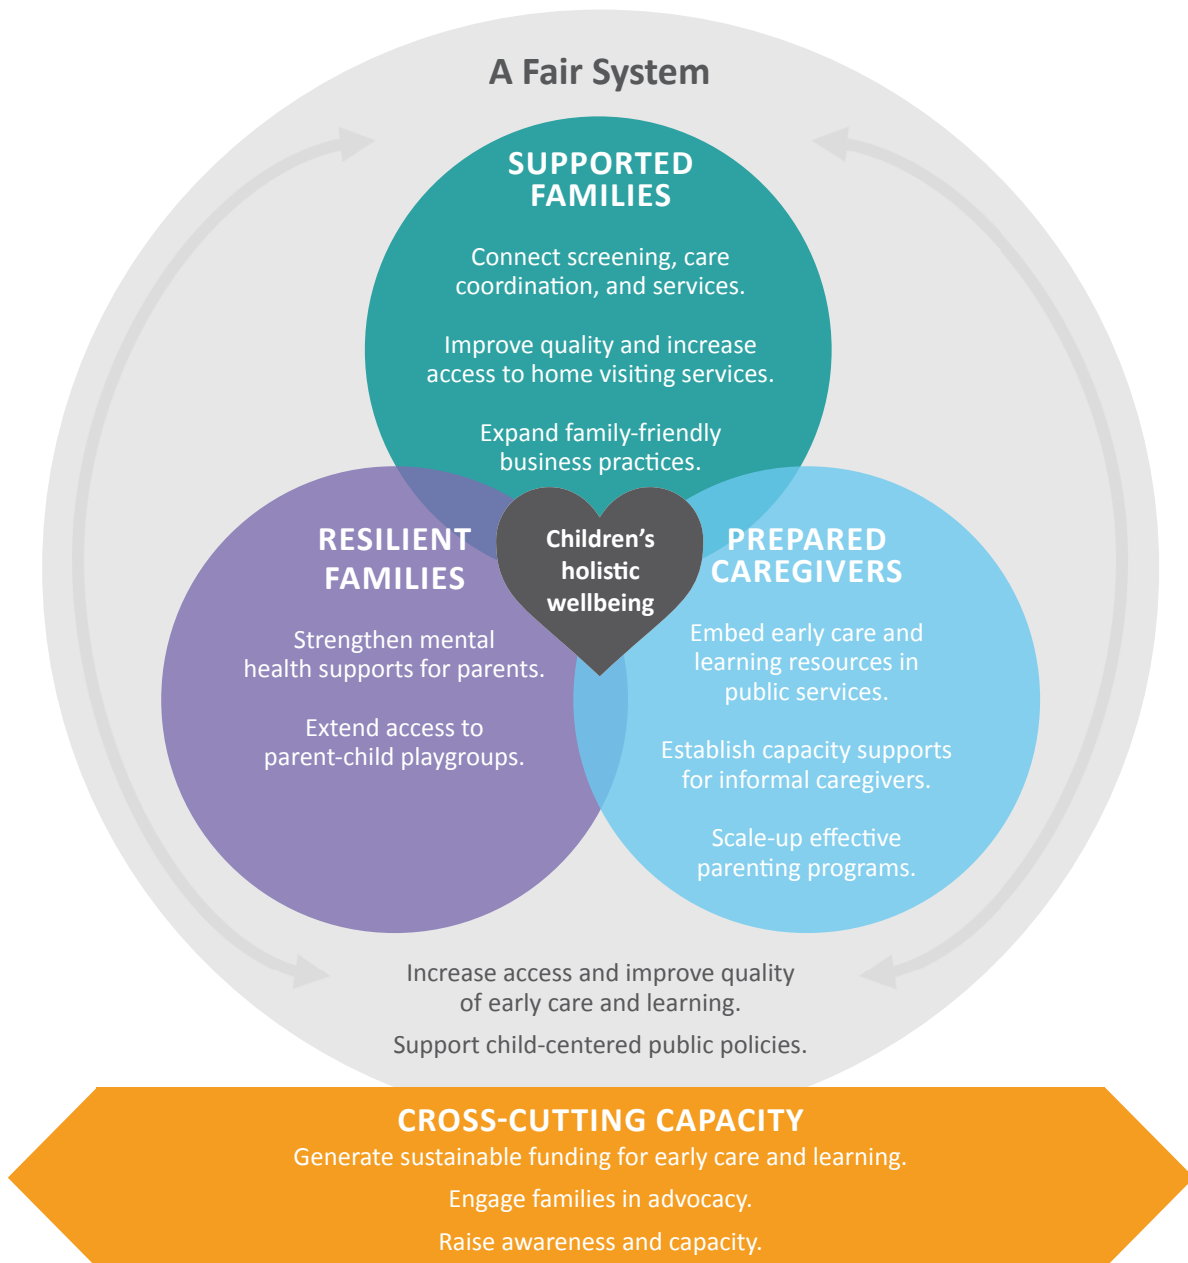 A Fair System
SUPPORTED
FAMILIES
Connect screening, care
coordination, and services.
Improve quality and increase
access to home visiting services.
Expand family-friendly
business practices.
RESILIENT
FAMILIES
Strengthen mental
health supports for parents.
Extend access to
parent-child playgroups.
Children's
holistic
wellbeing
PREPARED
CAREGIVERS
Embed early care and
learning resources in
public services.
Establish capacity supports
for informal caregivers.
Scale-up effective
parenting programs.
Increase access and improve quality
of early care and learning.
Support child-centered public policies.
CROSS-CUTTING CAPACITY
Generate sustainable funding for early care and learning.
Engage families in advocacy.
Raise awareness and capacity.